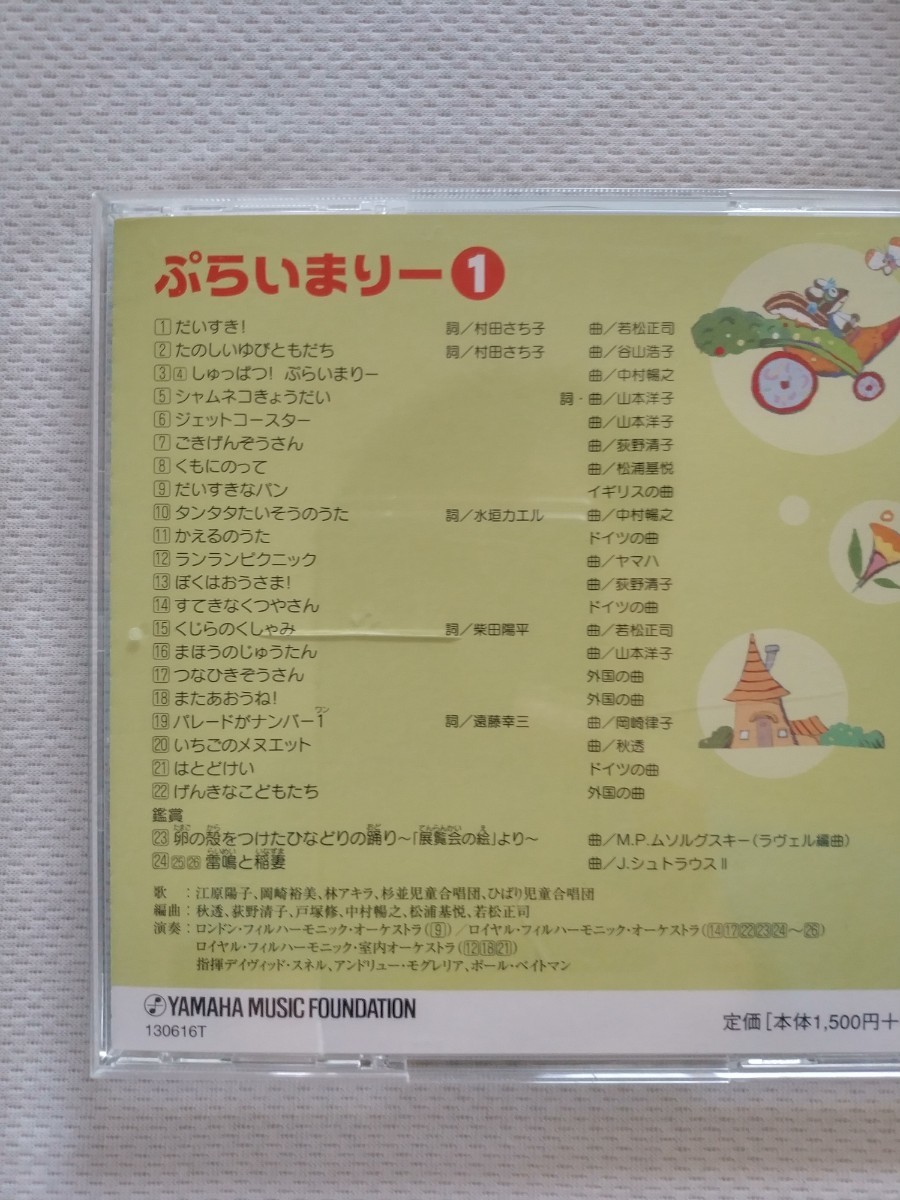 ぷらいまりー❶
1 だいすき! 詞/村田さち子 曲/若松正司
2 たのしいゆびともだち 詞/村田さち子 曲/谷山浩子
3 4 しゅっぱつ! ぷらいまりー 曲/中村暢之
5 シャムネコきょうだい 詞・曲/山本洋子
6 ジェットコースター 曲/山本洋子
7 ごきげんぞうさん 曲/荻野清子
8 くもにのって 曲/松浦基悦
9 だいすきなパン イギリスの曲
10 タンタタたいそうのうた 詞/水垣カエル 曲/中村暢之
11 かえるのうた ドイツの曲
12 ランランピクニック 曲/ヤマハ
13 ぼくはおうさま! 曲/荻野清子
14 すてきなくつやさん ドイツの曲
15 くじらのくしゃみ 詞/柴田陽平 曲/若松正司
16 まほうのじゅうたん 曲/山本洋子
17 つなひきぞうさん 外国の曲
18 またあおうね! 外国の曲
19 パレードがナンバー1 ワン 詞/遠藤幸三 曲/岡崎律子
20 いちごのメヌエット 曲/秋透
21 はとどけい ドイツの曲
22 げんきなこどもたち 外国の曲
鑑賞
23 卵の殻をつけたひなどりの踊り~「展覧会の絵」より~ 曲/M.P.ムソルグスキー(ラヴェル編曲)
24 25 26 雷鳴と稲妻 曲/J.シュトラウスⅡ
歌 : 江原陽子、岡崎裕美、林アキラ、杉並児童合唱団、ひばり児童合唱団
編曲 : 秋透、荻野清子、戸塚修、中村暢之、松浦基悦、若松正司
演奏 : ロンドン・フィルハーモニック・オーケストラ(9)/ロイヤル・フィルハーモニック・オーケストラ(14 17 22 23 24~26)
ロイヤル・フィルハーモニック・室内オーケストラ(12 18 21)
指揮デイヴィッド・スネル、アンドリュー・モグレリア、ポール・ベイトマン
YAMAHA MUSIC FOUNDATION
130616T
定価[本体1,500円+